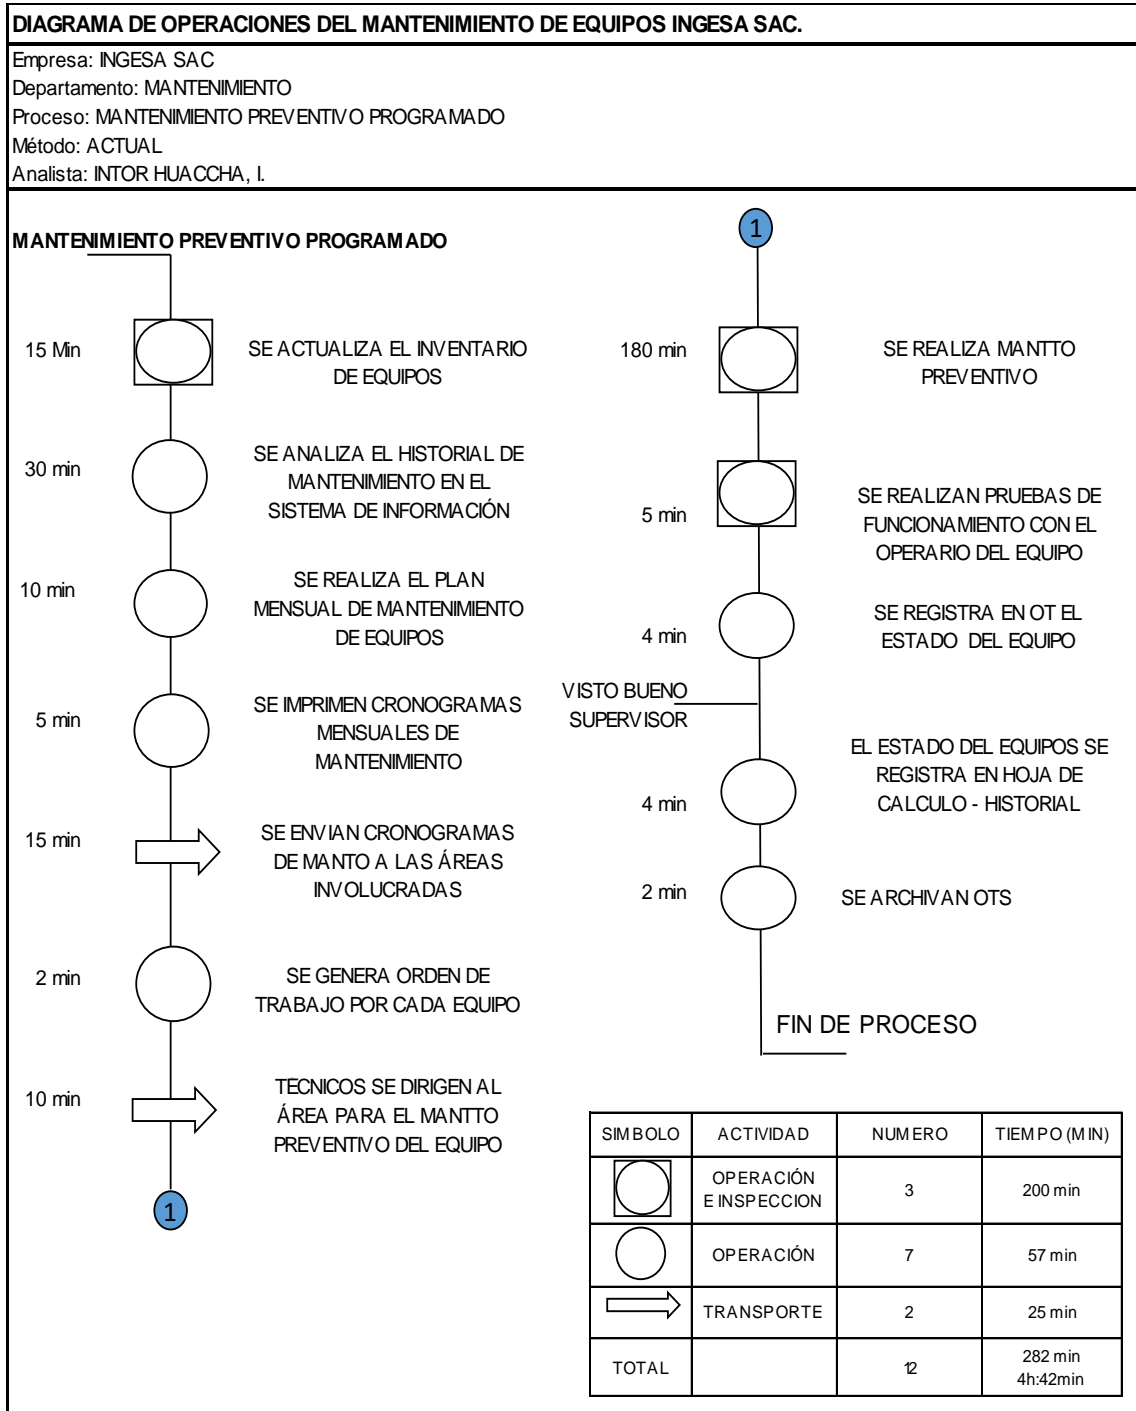 DIAGRAMA DE OPERACIONES DEL MANTENIMIENTO DE EQUIPOS INGESA SAC.
Empresa: INGESA SAC
Departamento: MANTENIMIENTO
Proceso: MANTENIMIENTO PREVENTIVO PROGRAMADO
Método: ACTUAL
Analista: INTOR HUACCHA, I.
MANTENIMIENTO PREVENTIVO PROGRAMADO
15 Min
SE ACTUALIZA EL INVENTARIO
DE EQUIPOS
30 min
SE ANALIZA EL HISTORIAL DE
MANTENIMIENTO EN EL
SISTEMA DE INFORMACIÓN
10 min
SE REALIZA EL PLAN
MENSUAL DE MANTENIMIENTO
DE EQUIPOS
5 min
SE IMPRIMEN CRONOGRAMAS
MENSUALES DE
MANTENIMIENTO
15 min
SE ENVIAN CRONOGRAMAS
DE MANTO A LAS ÁREAS
INVOLUCRADAS
2 min
SE GENERA ORDEN DE
TRABAJO POR CADA EQUIPO
10 min
TECNICOS SE DIRIGEN AL
ÁREA PARA EL MANTTO
PREVENTIVO DEL EQUIPO
1
1
180 min
SE REALIZA MANTTO
PREVENTIVO
5 min
SE REALIZAN PRUEBAS DE
FUNCIONAMIENTO CON EL
OPERARIO DEL EQUIPO
4 min
SE REGISTRA EN OT EL
ESTADO DEL EQUIPO
VISTO BUENO
SUPERVISOR
4 min
EL ESTADO DEL EQUIPOS SE
REGISTRA EN HOJA DE
CALCULO - HISTORIAL
2 min
SE ARCHIVAN OTS
FIN DE PROCESO
SIMBOLO ACTIVIDAD NUMERO TIEMPO (MIN)
OPERACIÓN
E INSPECCION 3 200 min
OPERACIÓN 7 57 min
TRANSPORTE 2 25 min
TOTAL 12 282 min
4h:42min